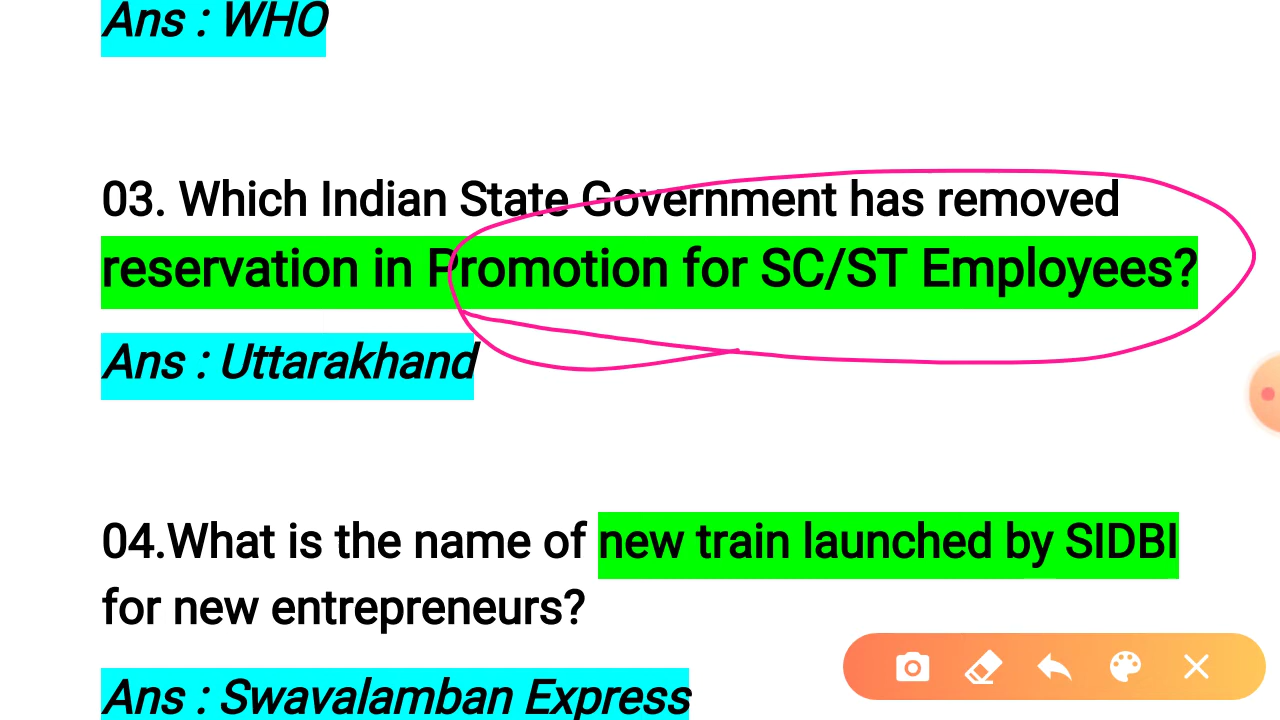 Ans : WHO
03. Which Indian State Government has removed
reservation in Promotion for SC/ST Employees?
Ans : Uttarakhand
04.What is the name of new train launched by SIDBI
for new entrepreneurs?
Ans : Swavalamban Express